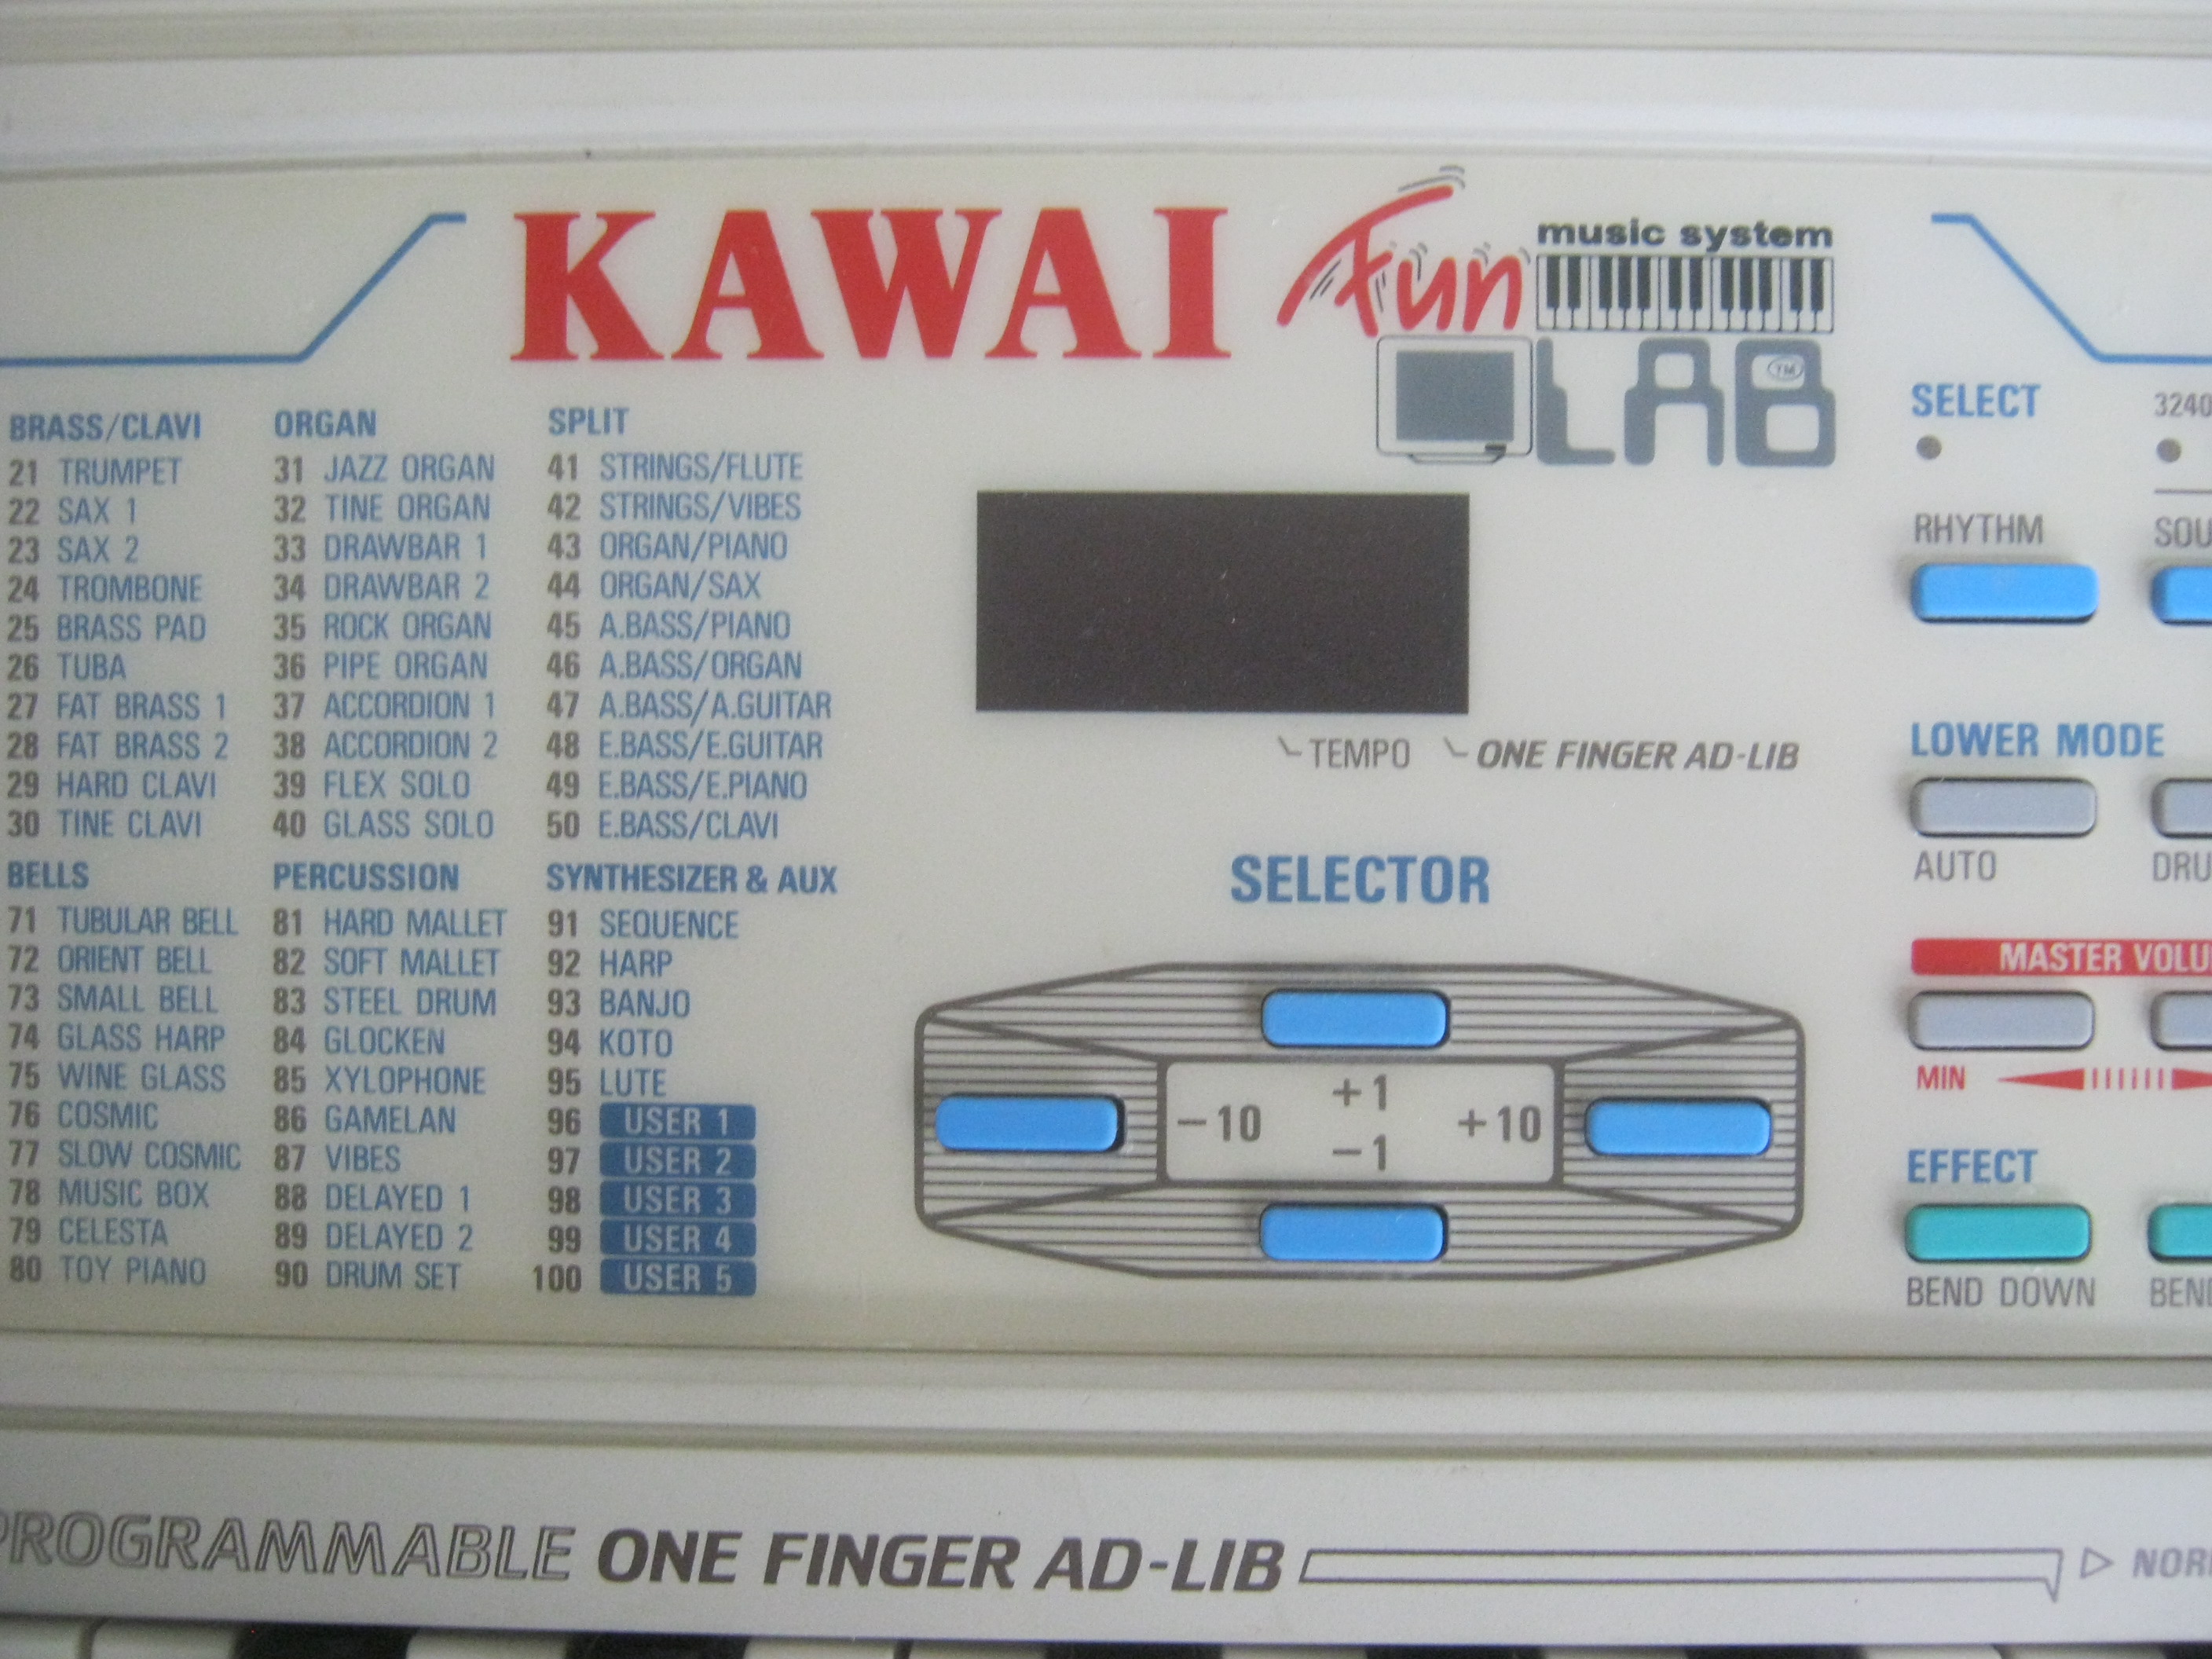 KAWAI
Fun
music system
LAB
TM
BRASS/CLAVI
21 TRUMPET
22 SAX 1
23 SAX 2
24 TROMBONE
25 BRASS PAD
26 TUBA
27 FAT BRASS 1
28 FAT BRASS 2
29 HARD CLAVI
30 TINE CLAVI
ORGAN
31 JAZZ ORGAN
32 TINE ORGAN
33 DRAWBAR 1
34 DRAWBAR 2
35 ROCK ORGAN
36 PIPE ORGAN
37 ACCORDION 1
38 ACCORDION 2
39 FLEX SOLO
40 GLASS SOLO
SPLIT
41 STRINGS/FLUTE
42 STRINGS/VIBES
43 ORGAN/PIANO
44 ORGAN/SAX
45 A.BASS/PIANO
46 A.BASS/ORGAN
47 A.BASS/A.GUITAR
48 E.BASS/E.GUITAR
49 E.BASS/E.PIANO
50 E.BASS/CLAVI
BELLS
71 TUBULAR BELL
72 ORIENT BELL
73 SMALL BELL
74 GLASS HARP
75 WINE GLASS
76 COSMIC
77 SLOW COSMIC
78 MUSIC BOX
79 CELESTA
80 TOY PIANO
PERCUSSION
81 HARD MALLET
82 SOFT MALLET
83 STEEL DRUM
84 GLOCKEN
85 XYLOPHONE
86 GAMELAN
87 VIBES
88 DELAYED 1
89 DELAYED 2
90 DRUM SET
SYNTHESIZER & AUX
91 SEQUENCE
92 HARP
93 BANJO
94 KOTO
95 LUTE
96 USER 1
97 USER 2
98 USER 3
99 USER 4
100 USER 5
TEMPO ONE FINGER AD-LIB
SELECTOR
+1
-10 +10
-1
SELECT 3240
RHYTHM SOU
LOWER MODE
AUTO DRU
MASTER VOLU
MIN
EFFECT
BEND DOWN BEN
PROGRAMMABLE ONE FINGER AD-LIB NOR